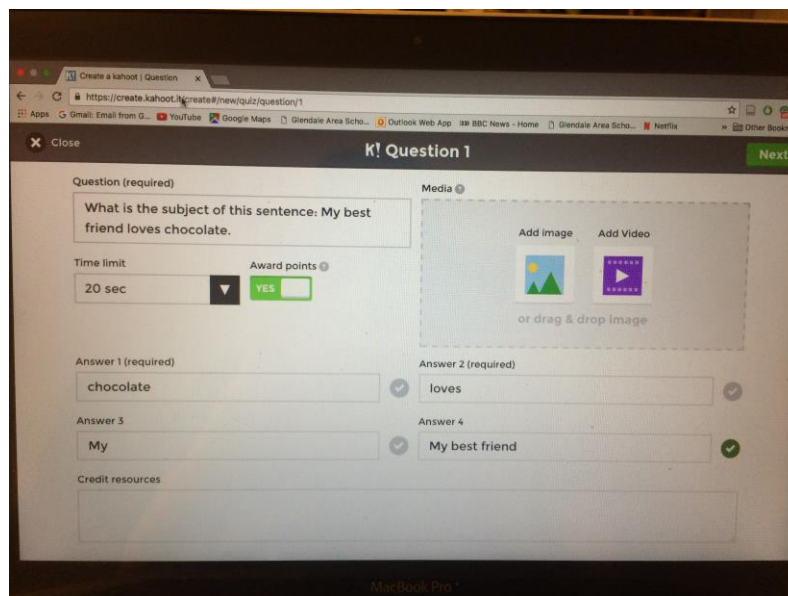 Create a kahoot | Question
https://create.kahoot.it/create#/new/quiz/question/1
Apps Gmail: Email from G... YouTube Google Maps Glendale Area Scho... Outlook Web App BBC News - Home Glendale Area Scho... Netflix » Other Bookm
Close
K! Question 1
Next
Question (required)
What is the subject of this sentence: My best
friend loves chocolate.
Media
Add image Add Video
or drag & drop image
Time limit
Award points
20 sec
YES
Answer 1 (required)
Answer 2 (required)
chocolate
loves
Answer 3
Answer 4
My
My best friend
Credit resources
MacBook Pro